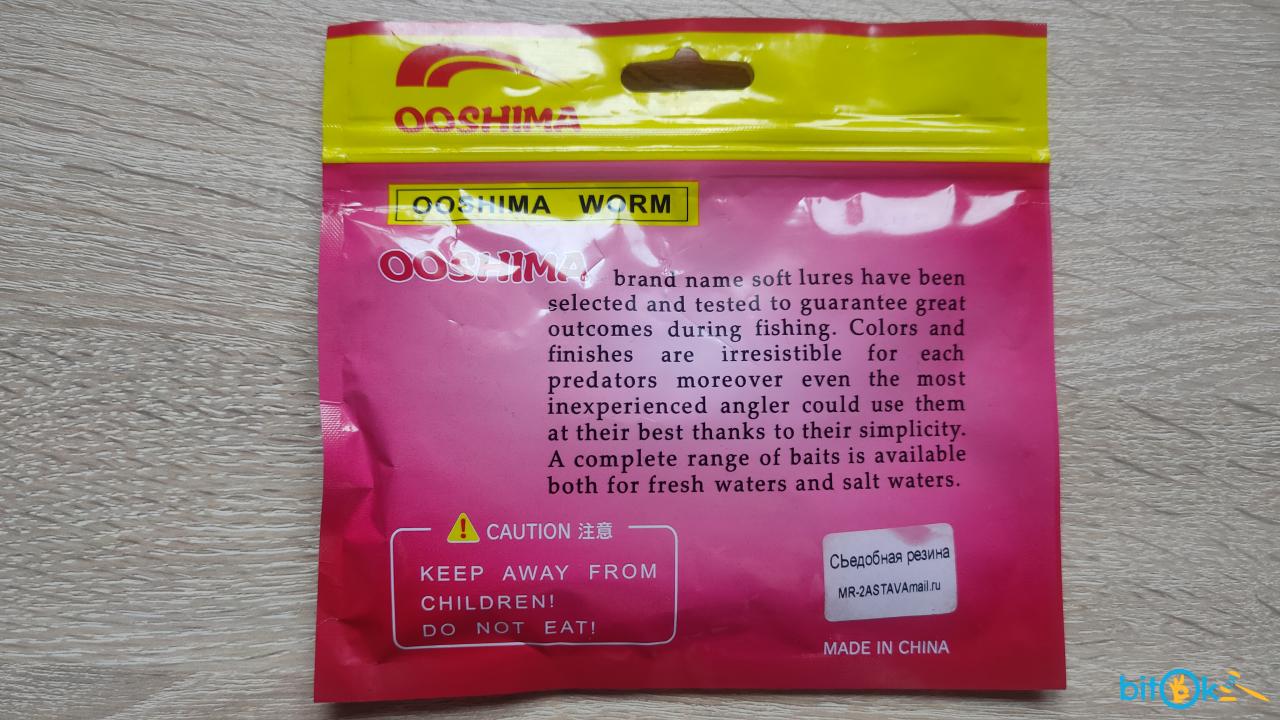 OOSHIMA
OOSHIMA WORM
OOSHIMA brand name soft lures have been
selected and tested to guarantee great
outcomes during fishing. Colors and
finishes are irresistible for each
predators moreover even the most
inexperienced angler could use them
at their best thanks to their simplicity.
A complete range of baits is available
both for fresh waters and salt waters.
CAUTION 注意
KEEP AWAY FROM
CHILDREN!
DO NOT EAT!
СЬедобная резина
MR-2ASTAVAmail.ru
MADE IN CHINA